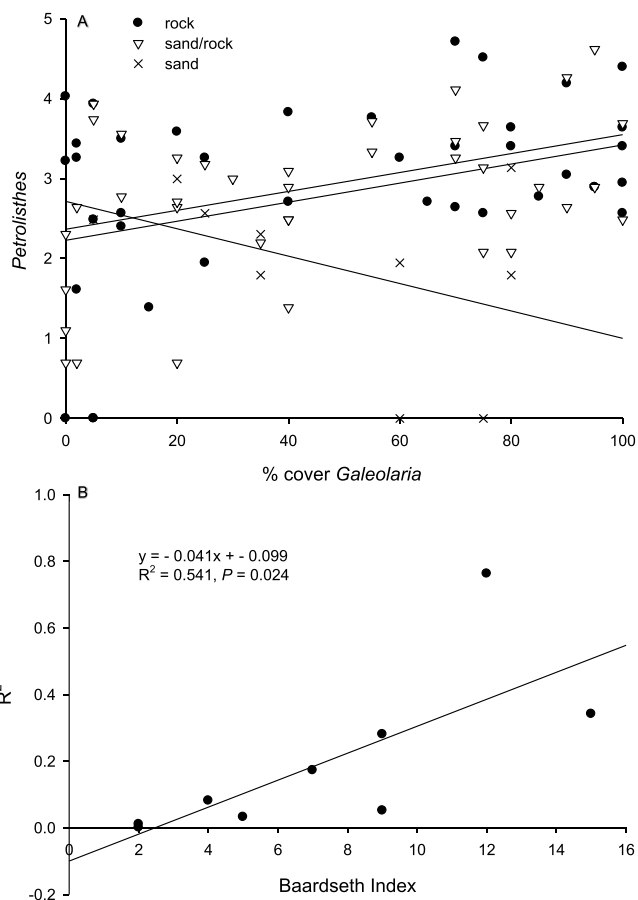 5
A
rock
sand/rock
sand
4
3
2
1
0
Petrolisthes
0 20 40 60 80 100
% cover Galeolaria
1.0
B
y = - 0.041x + - 0.099
R² = 0.541, P = 0.024
0.8
0.6
0.4
0.2
0.0
-0.2
R²
0 2 4 6 8 10 12 14 16
Baardseth Index